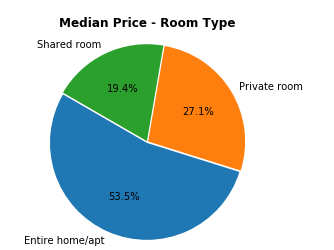 Median Price - Room Type
Shared room
Private room
19.4%
27.1%
53.5%
Entire home/apt